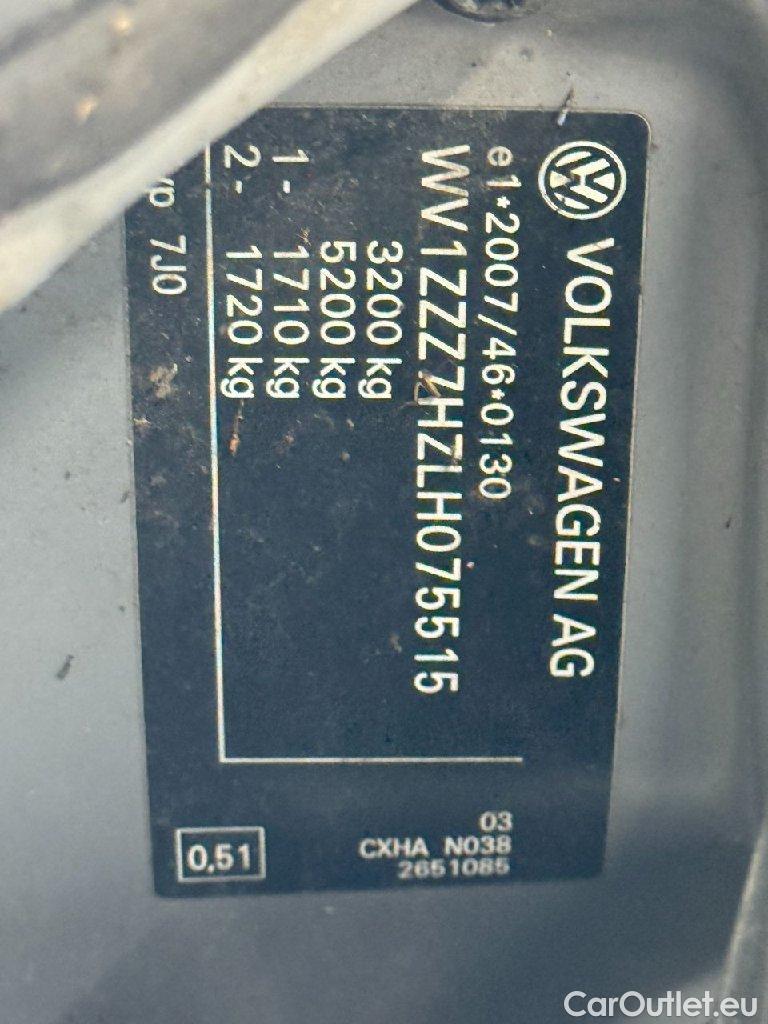 VOLKSWAGEN AG
e1*2007/46*0130
WV1ZZZ7HZLH075515
3200 kg
5200 kg
1- 1710 kg
2- 1720 kg
7J0
03
CXHA N038
2651085
0,51
CarOutlet.eu